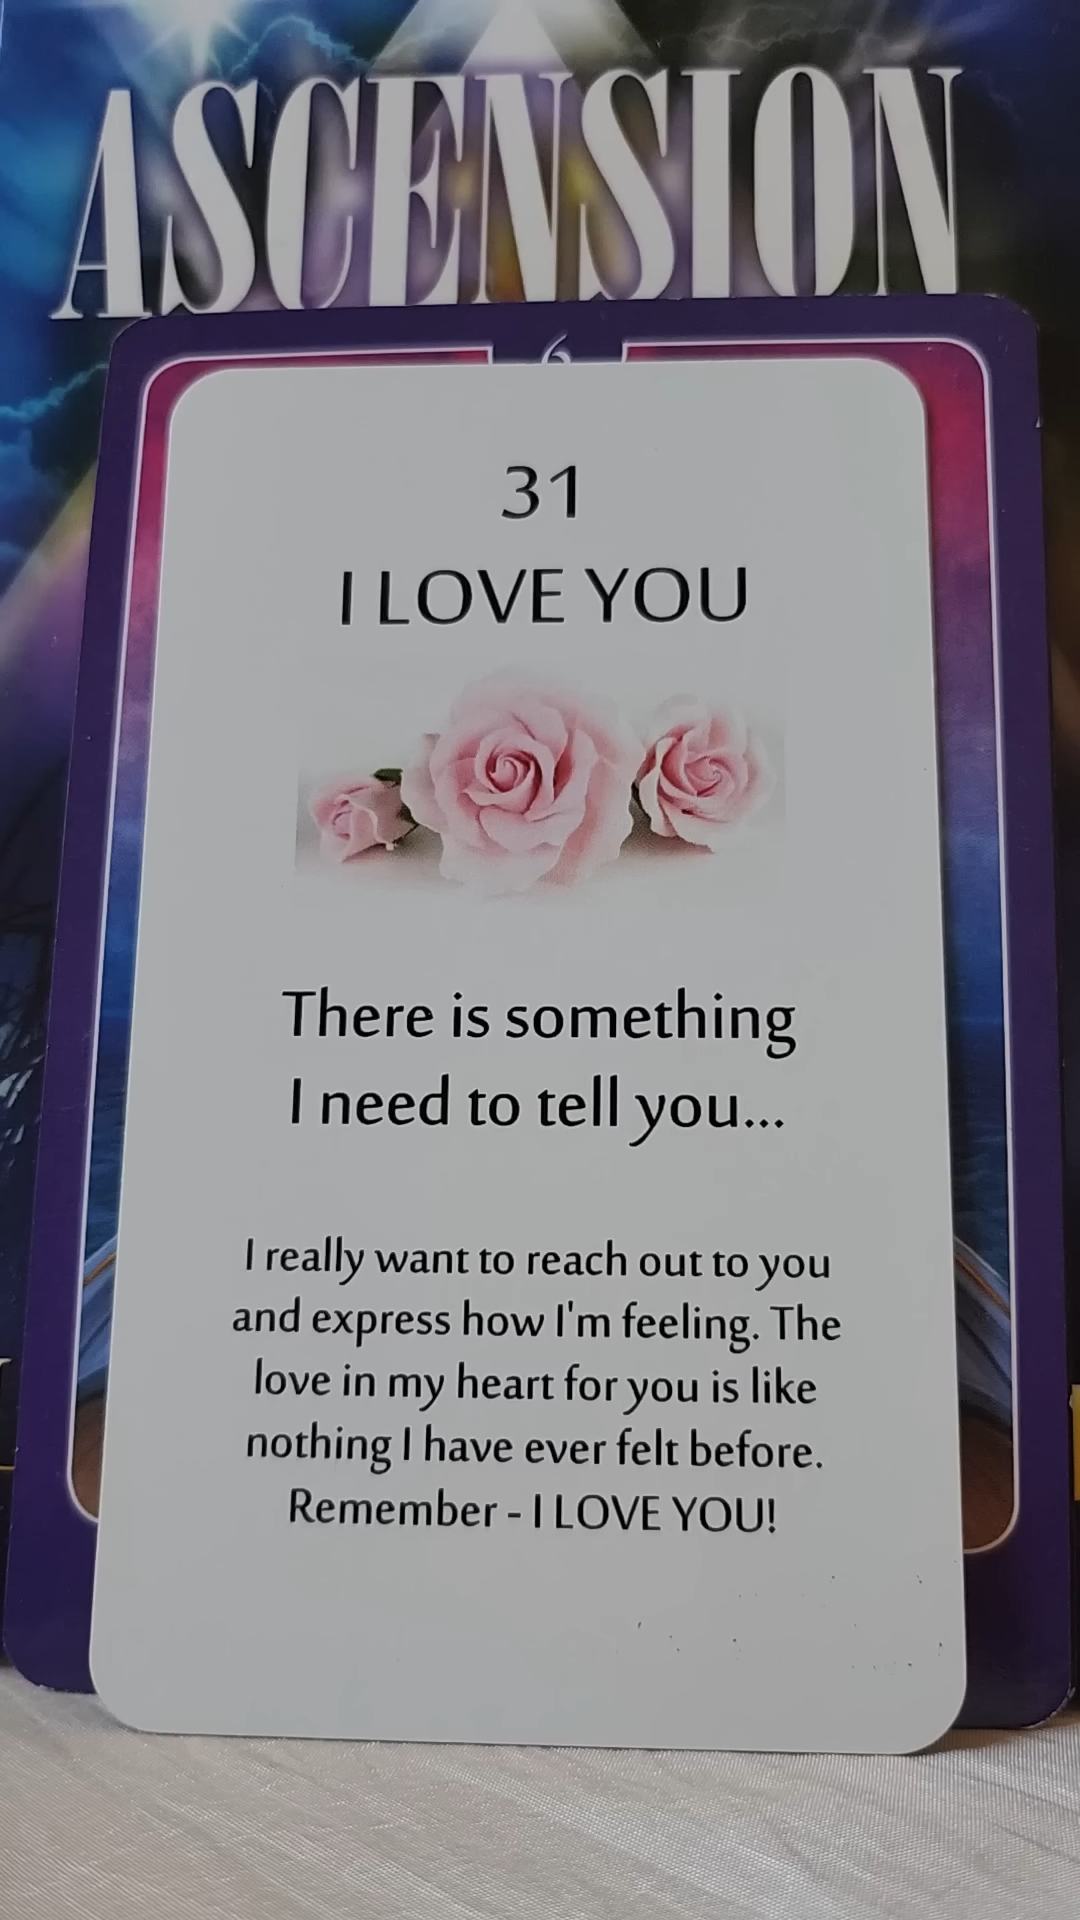 ASCENSION
6
31
I LOVE YOU
There is something
I need to tell you...
I really want to reach out to you
and express how I'm feeling. The
love in my heart for you is like
nothing I have ever felt before.
Remember - I LOVE YOU!